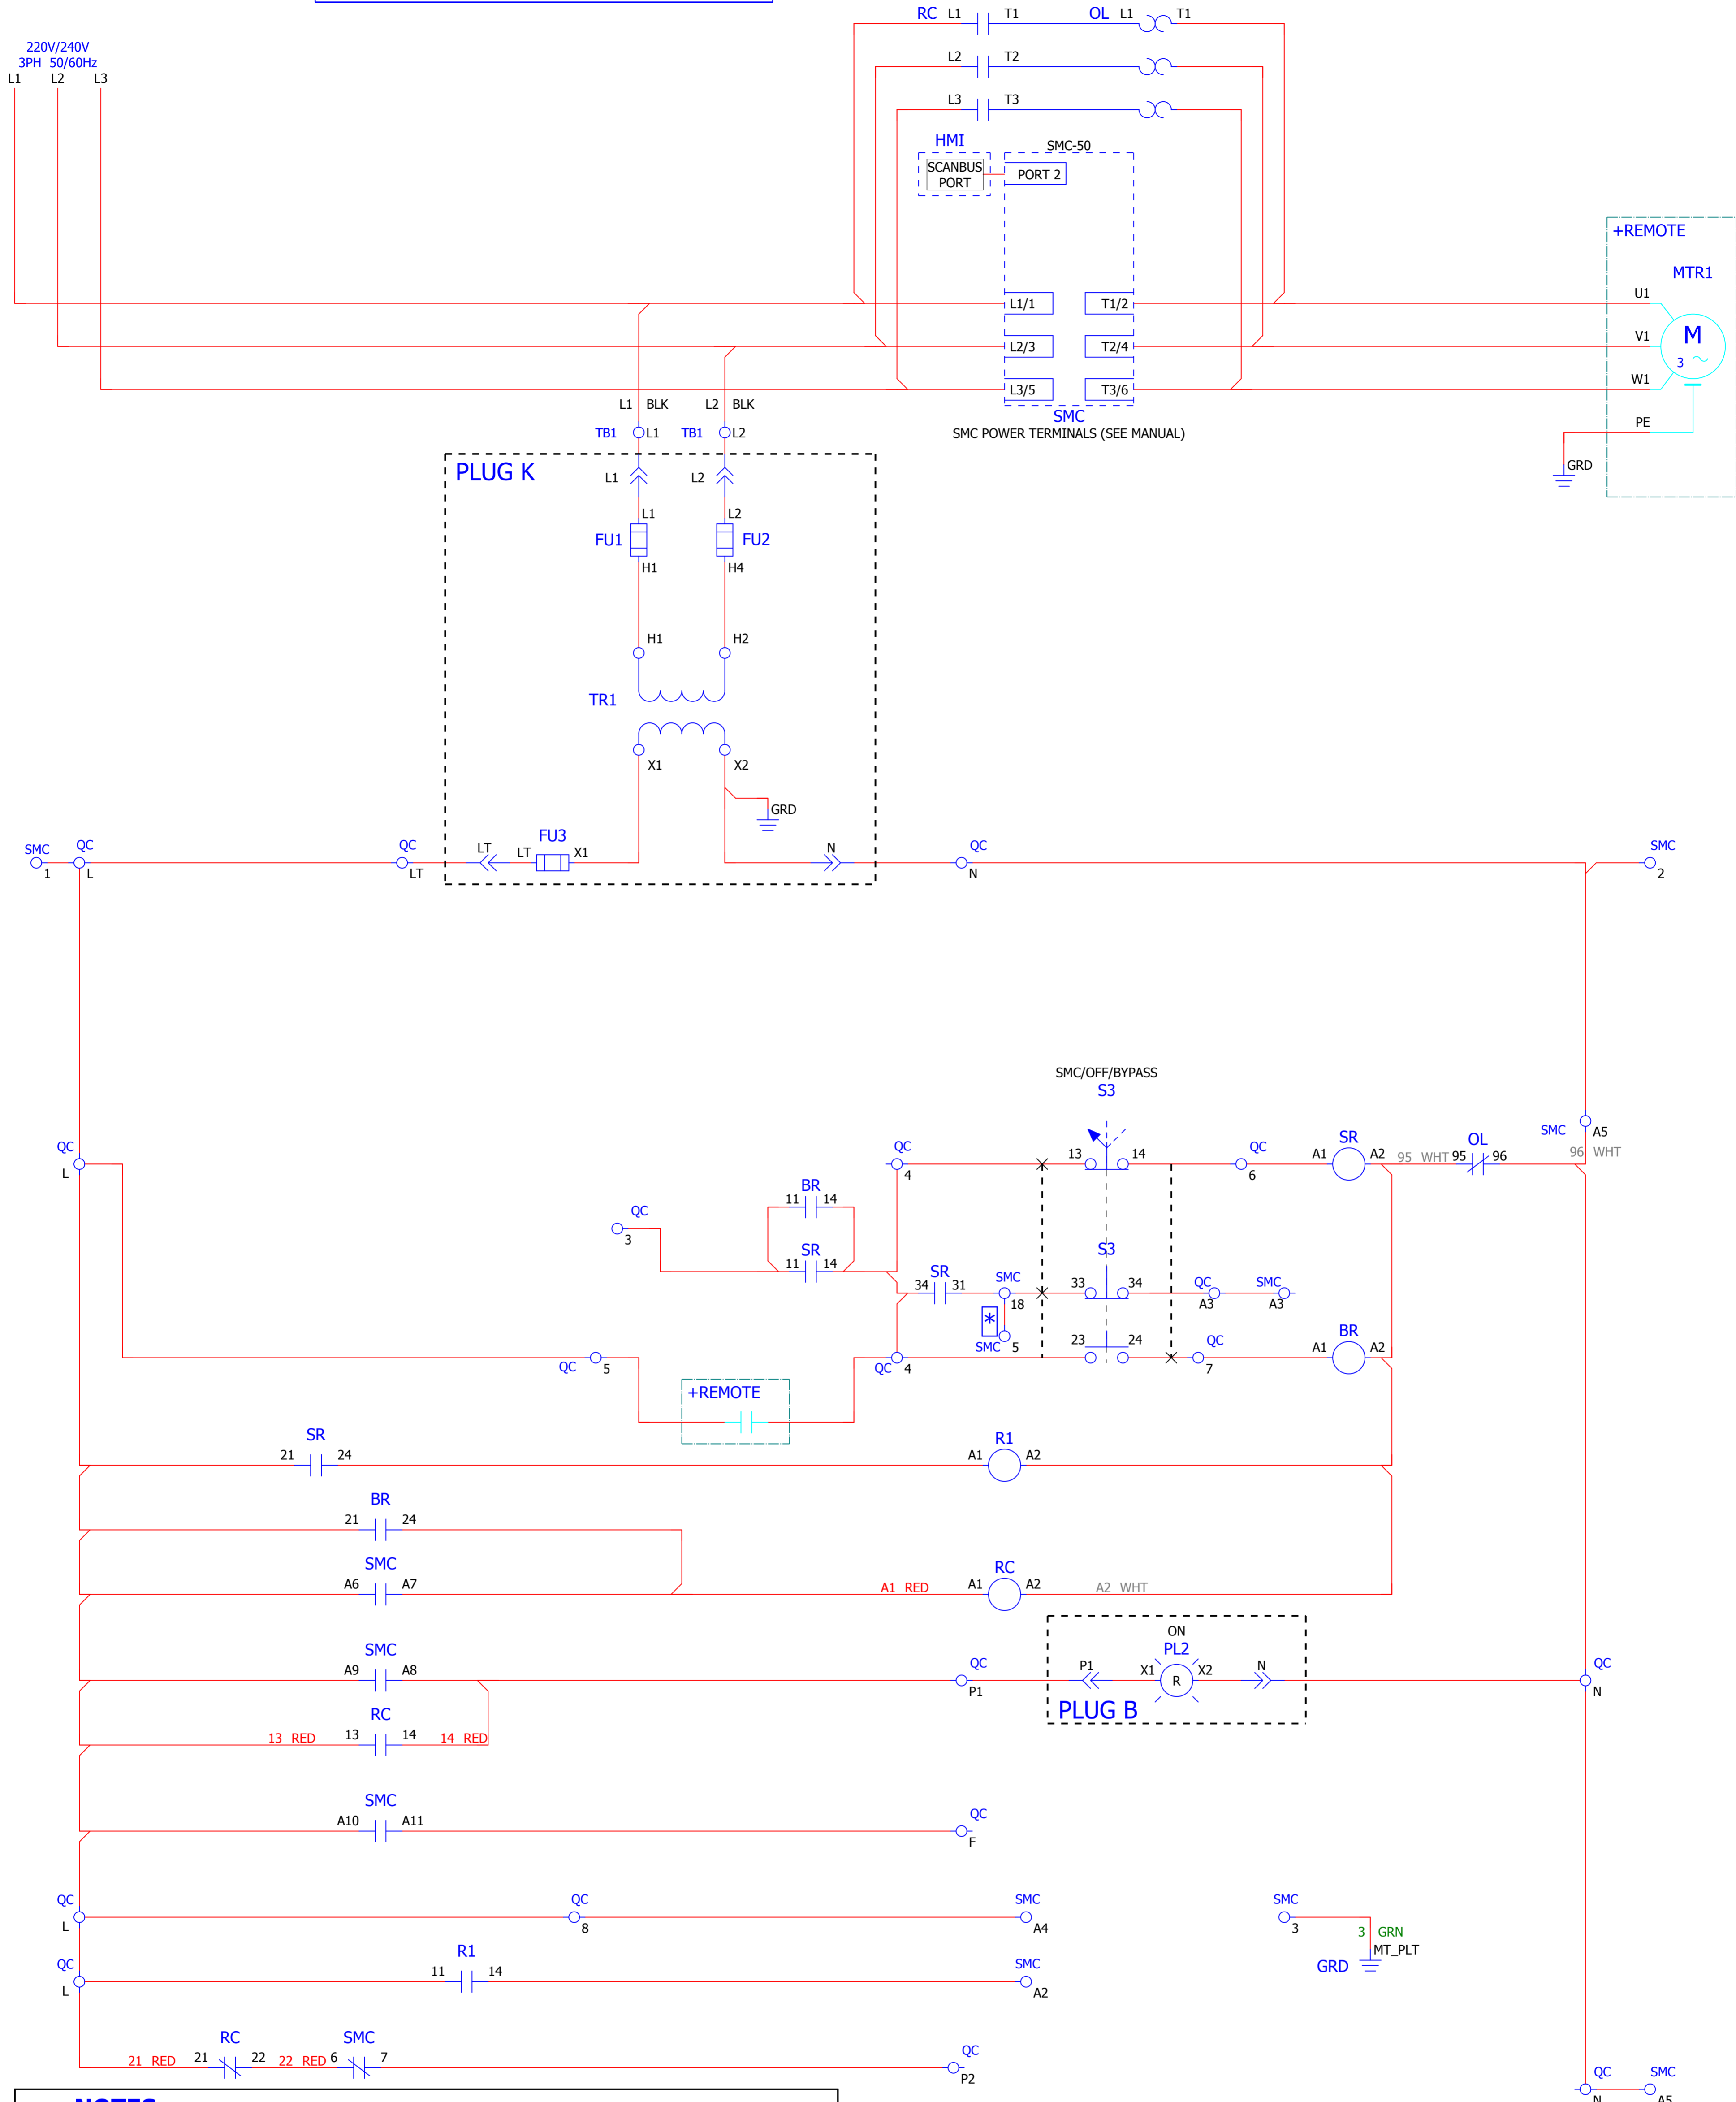 RC L1 T1 OL L1 T1
220V/240V
3PH 50/60Hz
L1 L2 L3
L2 T2
L3 T3
HMI
SMC-50
SCANBUS
PORT
PORT 2
+REMOTE
MTR1
L1/1 T1/2 U1
L2/3 T2/4 V1
M
3
L3/5 T3/6 W1
L1 BLK L2 BLK
SMC
SMC POWER TERMINALS (SEE MANUAL)
PE
TB1 L1 TB1 L2
GRD
PLUG K
L1 L2
L1 L2
FU1 FU2
H1 H4
H1 H2
TR1
X1 X2
GRD
SMC QC QC FU3 QC SMC
LT LT X1 N
1 L LT N 2
SMC/OFF/BYPASS
S3
QC QC QC SR OL SMC A5
13 14 A1 A2 95 WHT 95 96 96 WHT
L 4 6
BR
11 14
QC
3
SR S3
11 14
SR SMC QC SMC
34 31 33 34
18 A3 A3
*
SMC 5
BR
23 24 QC A1 A2
QC 5 QC 4 7
+REMOTE
SR R1
21 24 A1 A2
BR
21 24
SMC RC
A6 A7 A1 RED A1 A2 A2 WHT
ON
SMC QC PL2 QC
A9 A8 P1 X1 R X2 N
P1 N
PLUG B
RC
13 RED 13 14 14 RED
SMC
A10 A11 QC
F
QC QC SMC SMC
L 8 A4 3
3 GRN
MT_PLT
GRD
QC R1 SMC
11 14
L A2
RC SMC QC
21 RED 21 22 22 RED 6 7
P2
QC SMC
N A5
NOTES